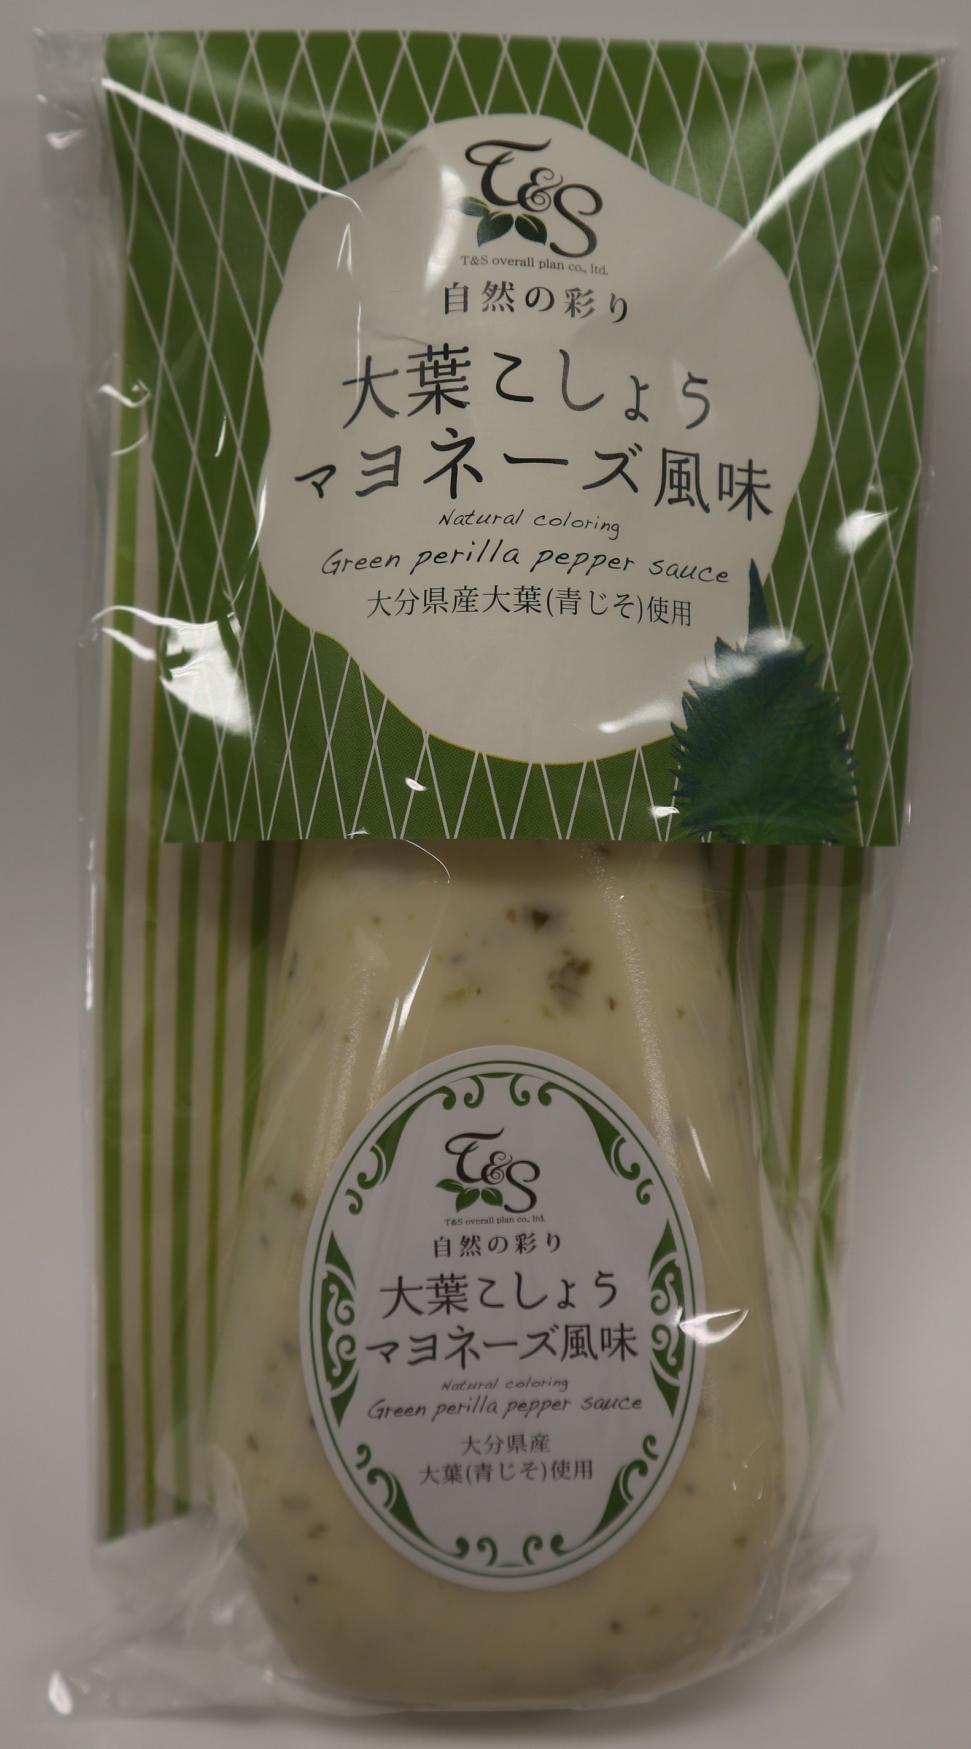 T&S
T&S overall plan co., ltd.
自然の彩り
大葉こしょう
マヨネーズ風味
Natural coloring
Green perilla pepper sauce
大分県産大葉(青じそ)使用
T&S
T&S overall plan co., ltd.
自然の彩り
大葉こしょう
マヨネーズ風味
Natural coloring
Green perilla pepper sauce
大分県産
大葉(青じそ)使用